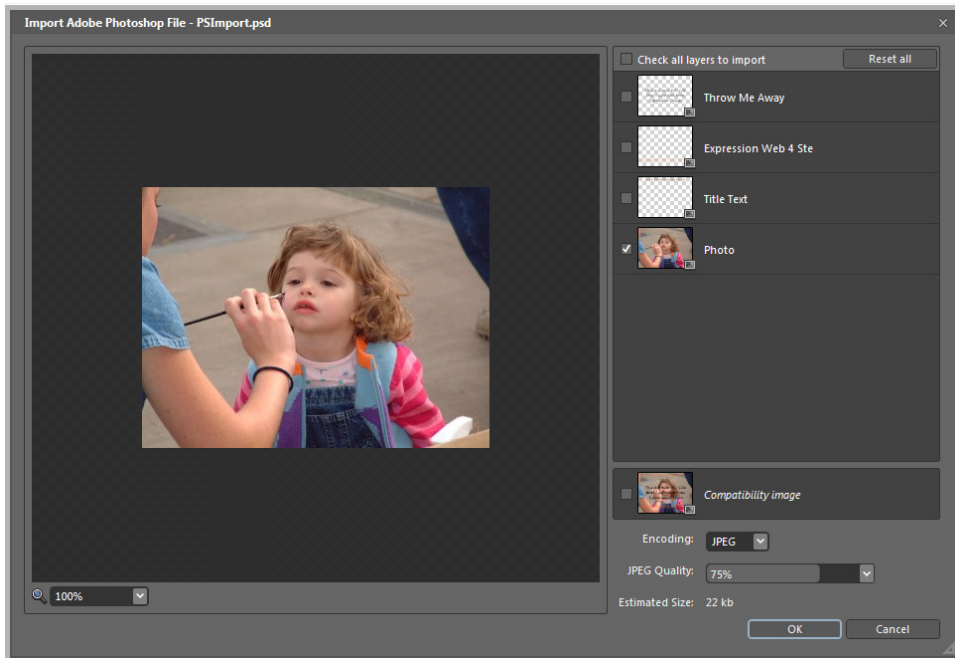 Import Adobe Photoshop File - PSImport.psd
Check all layers to import
Reset all
Throw Me Away
Expression Web 4 Ste
Title Text
Photo
Compatibility image
Encoding: JPEG
JPEG Quality: 75%
100%
Estimated Size: 22 kb
OK
Cancel